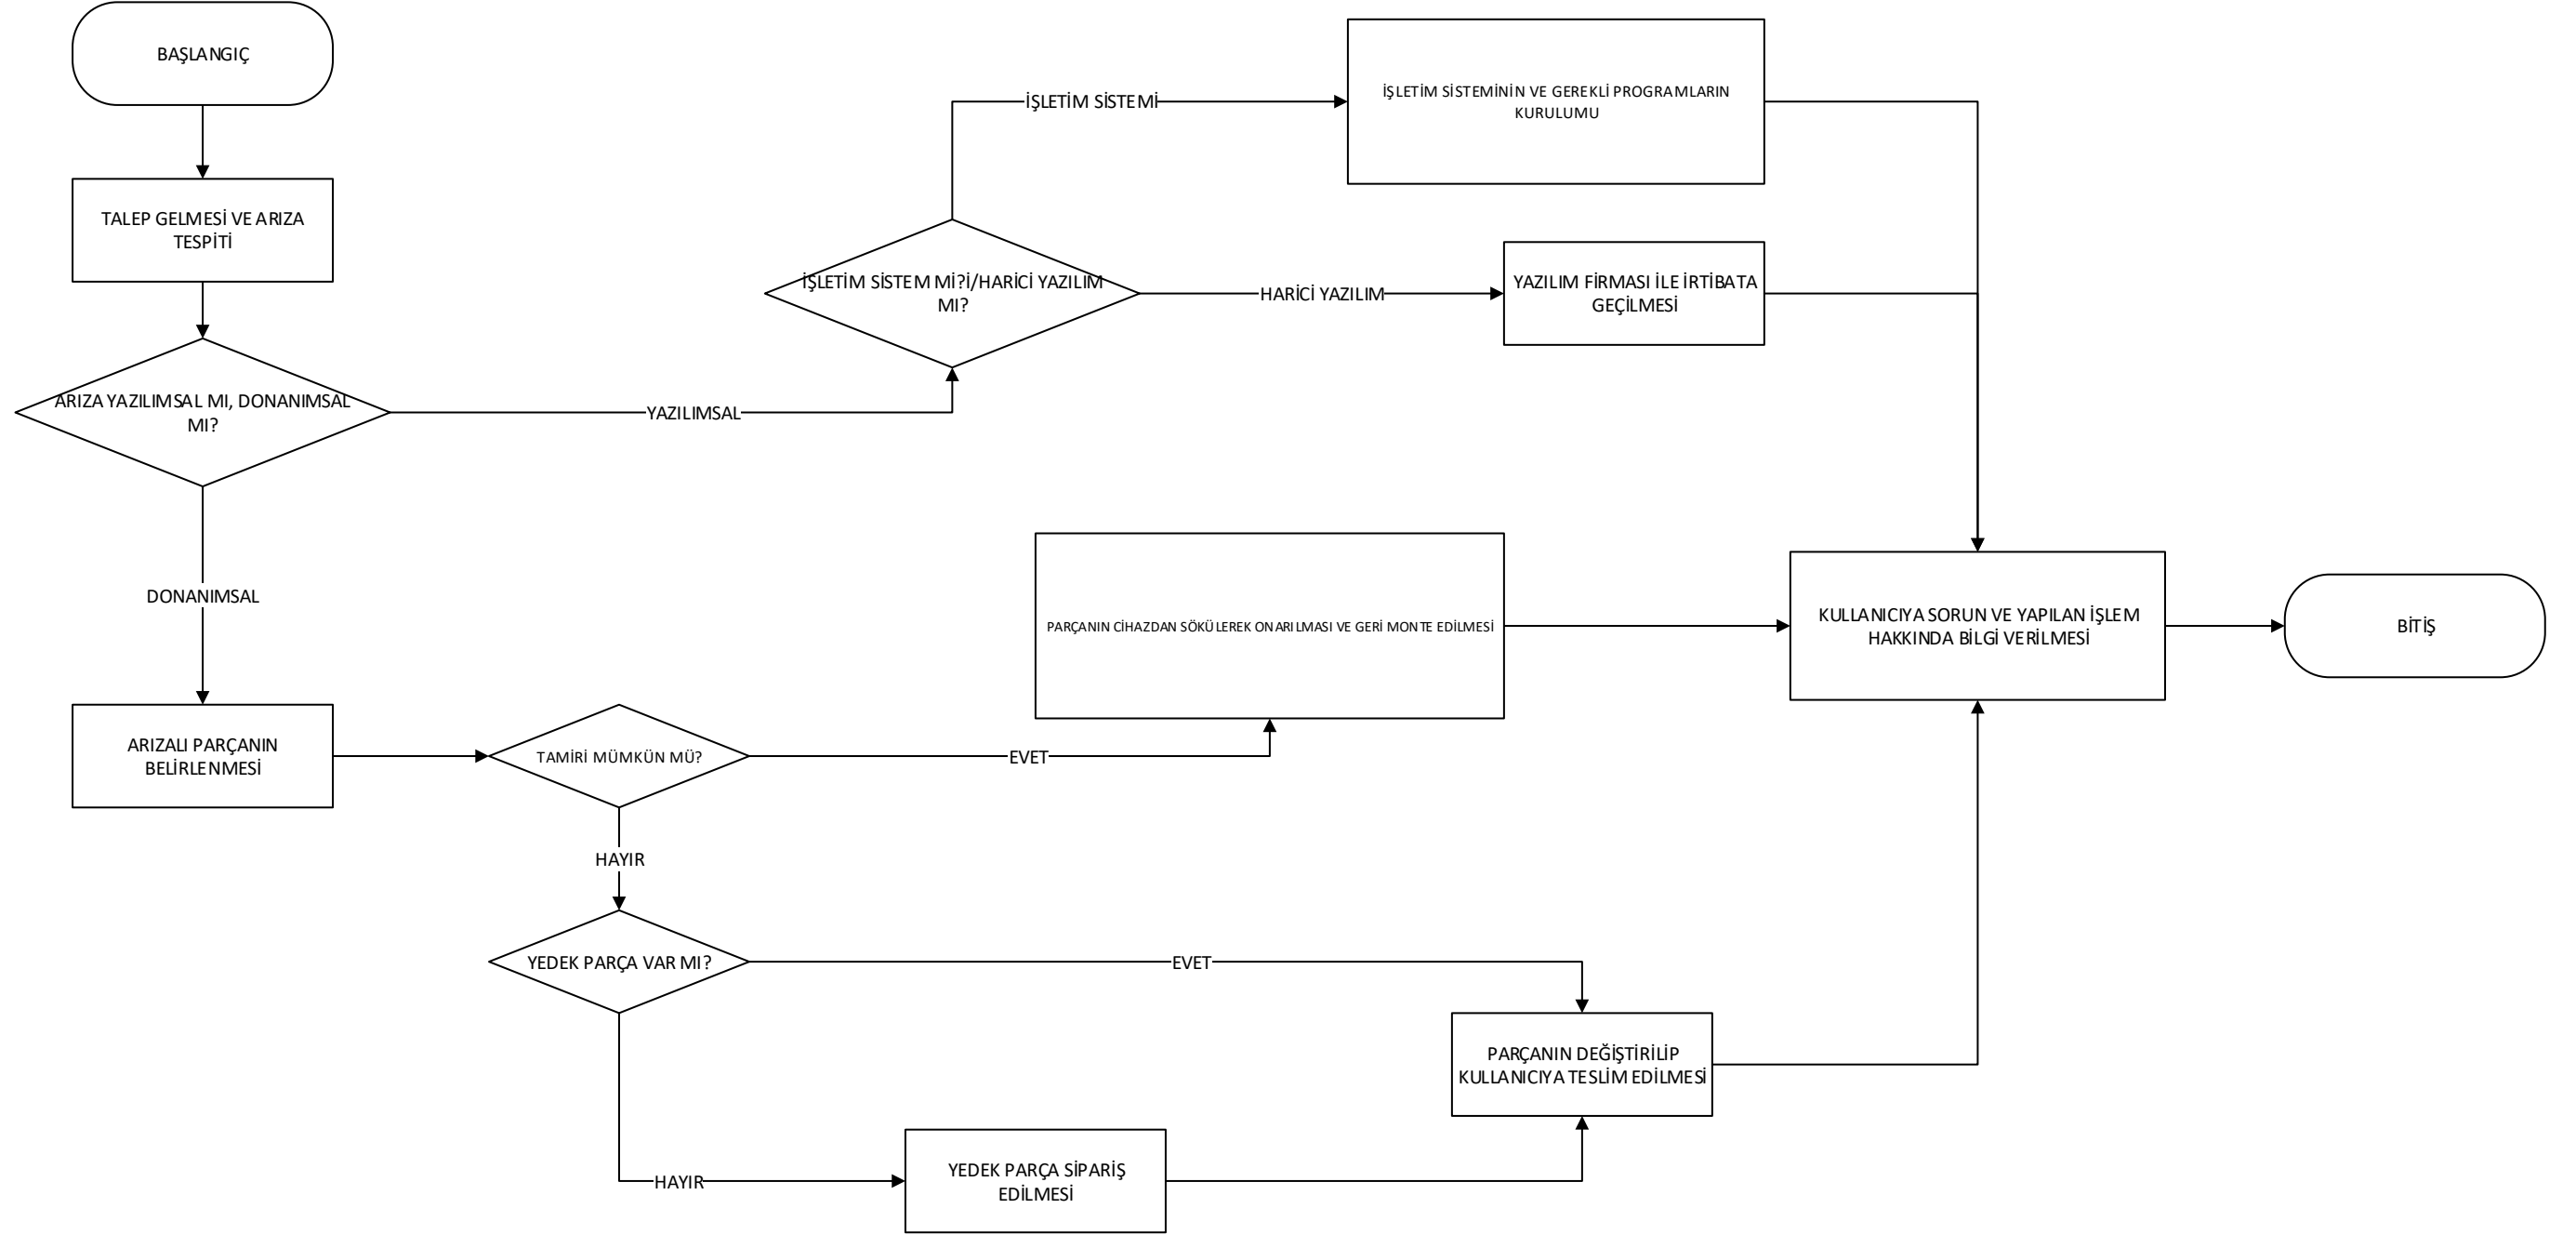 BAŞLANGIÇ
TALEP GELMESİ VE ARIZA
TESPİTİ
ARIZA YAZILIMSAL MI, DONANIMSAL
MI?
YAZILIMSAL
İŞLETİM SİSTEM Mİ?İ/HARİCİ YAZILIM
MI?
İŞLETİM SİSTEMİ
İŞLETİM SİSTEMİNİN VE GEREKLİ PROGRAMLARIN
KURULUMU
HARİCİ YAZILIM
YAZILIM FİRMASI İLE İRTİBATA
GEÇİLMESİ
DONANIMSAL
ARIZALI PARÇANIN
BELİRLENMESİ
TAMİRİ MÜMKÜN MÜ?
EVET
PARÇANIN CİHAZDAN SÖKÜLEREK ONARILMASI VE GERİ MONTE EDİLMESİ
KULLANICIYA SORUN VE YAPILAN İŞLEM
HAKKINDA BİLGİ VERİLMESİ
BİTİŞ
HAYIR
YEDEK PARÇA VAR MI?
EVET
PARÇANIN DEĞİŞTİRİLİP
KULLANICIYA TESLİM EDİLMESİ
HAYIR
YEDEK PARÇA SİPARİŞ
EDİLMESİ